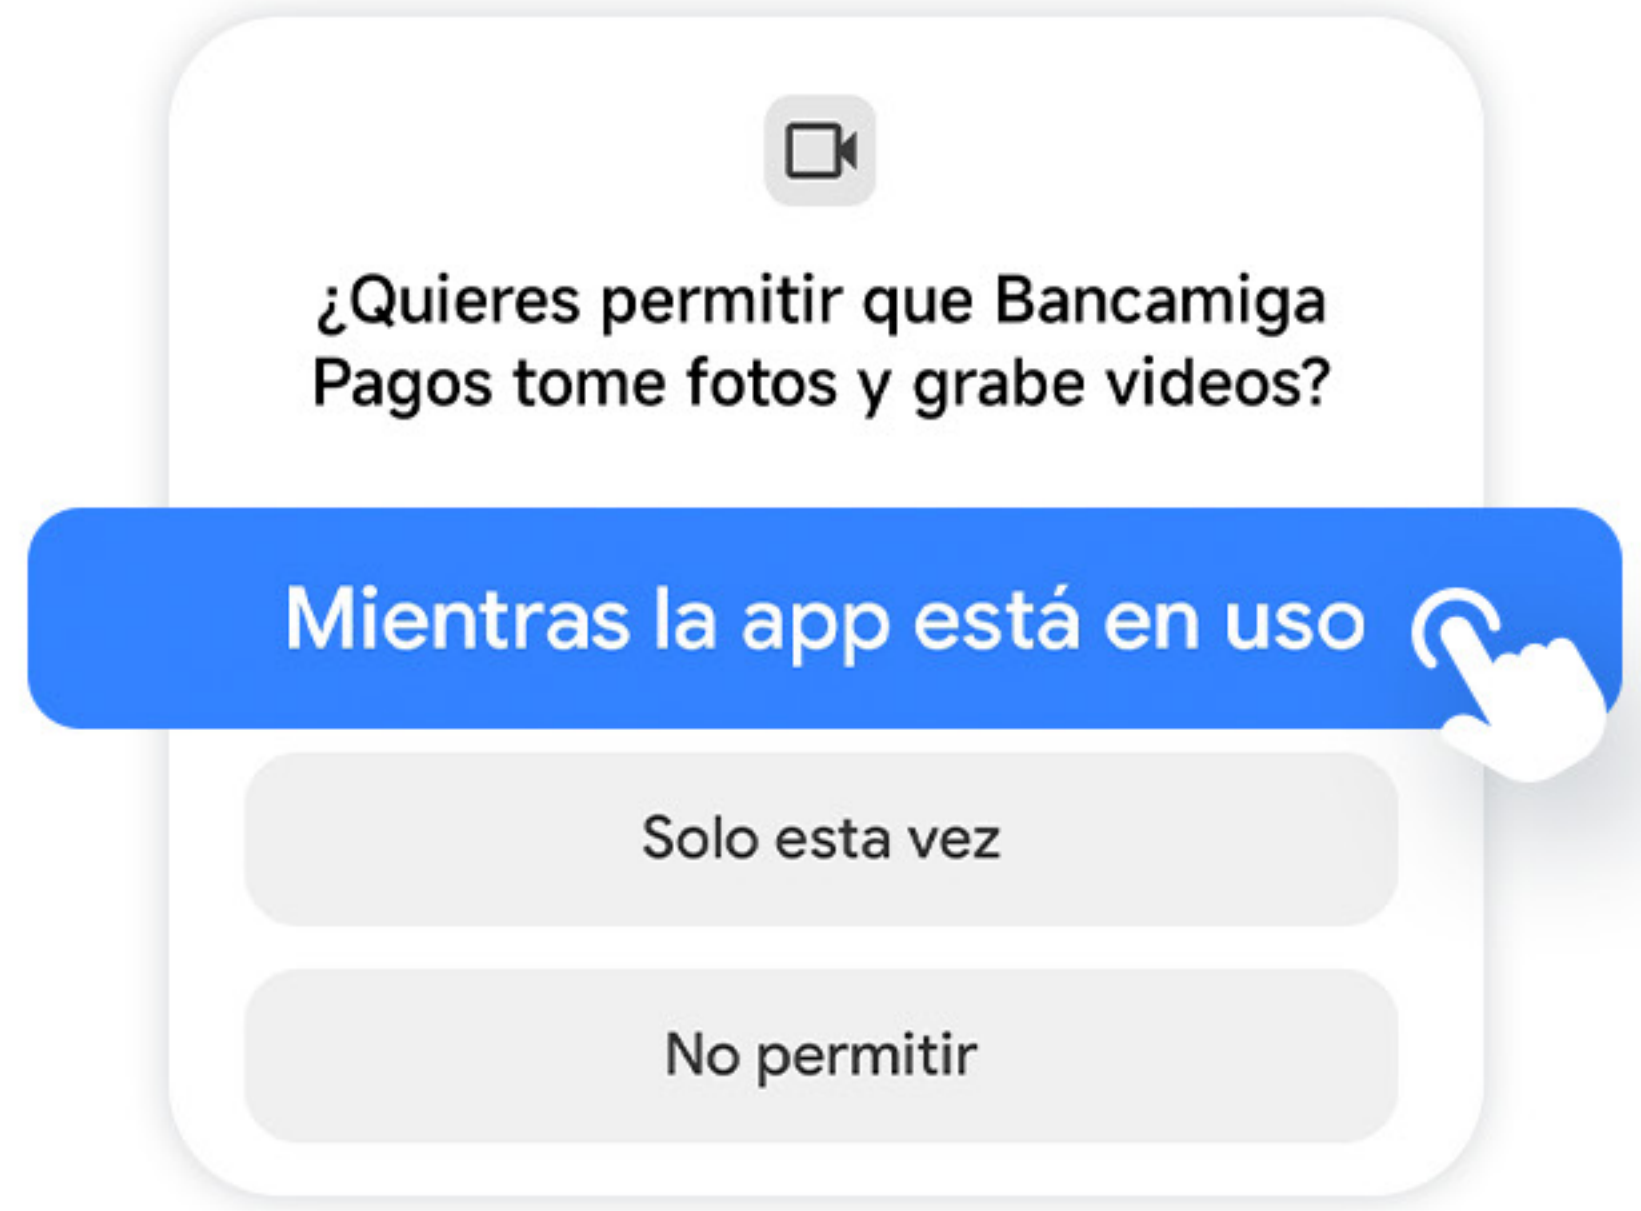 ¿Quieres permitir que Bancamiga
Pagos tome fotos y grabe videos?
Mientras la app está en uso
Solo esta vez
No permitir